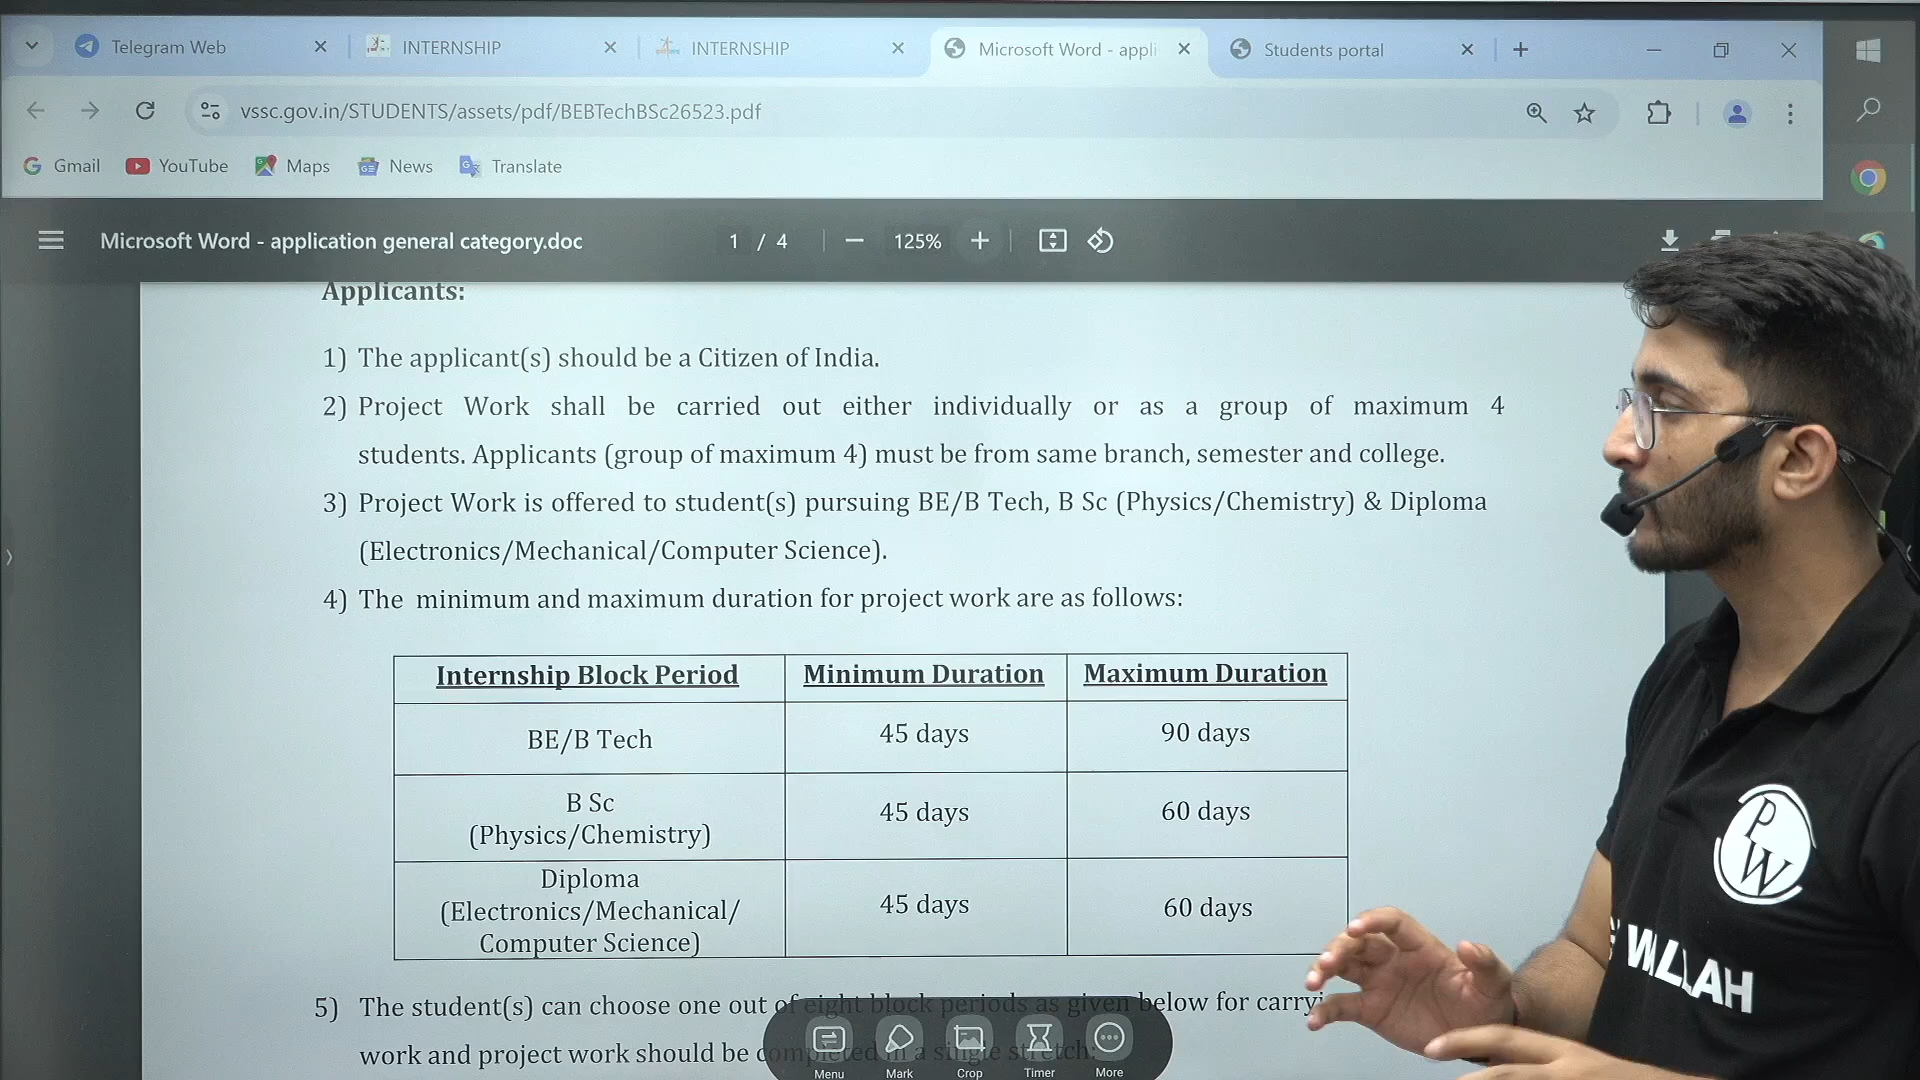 Telegram Web
INTERNSHIP
INTERNSHIP
Microsoft Word - appli
Students portal
vssc.gov.in/STUDENTS/assets/pdf/BEBTechBSc26523.pdf
Gmail
YouTube
Maps
News
Translate
Microsoft Word - application general category.doc
1 / 4
125%
Applicants:
1) The applicant(s) should be a Citizen of India.
2) Project Work shall be carried out either individually or as a group of maximum 4
students. Applicants (group of maximum 4) must be from same branch, semester and college.
3) Project Work is offered to student(s) pursuing BE/B Tech, B Sc (Physics/Chemistry) & Diploma
(Electronics/Mechanical/Computer Science).
4) The minimum and maximum duration for project work are as follows:
Internship Block Period Minimum Duration Maximum Duration
BE/B Tech 45 days 90 days
B Sc
(Physics/Chemistry) 45 days 60 days
Diploma
(Electronics/Mechanical/
Computer Science) 45 days 60 days
5) The student(s) can choose one out of eight block periods as given below for carryi
work and project work should be completed in a single stretch:
Menu
Mark
Crop
Timer
More
PW
WALLAH